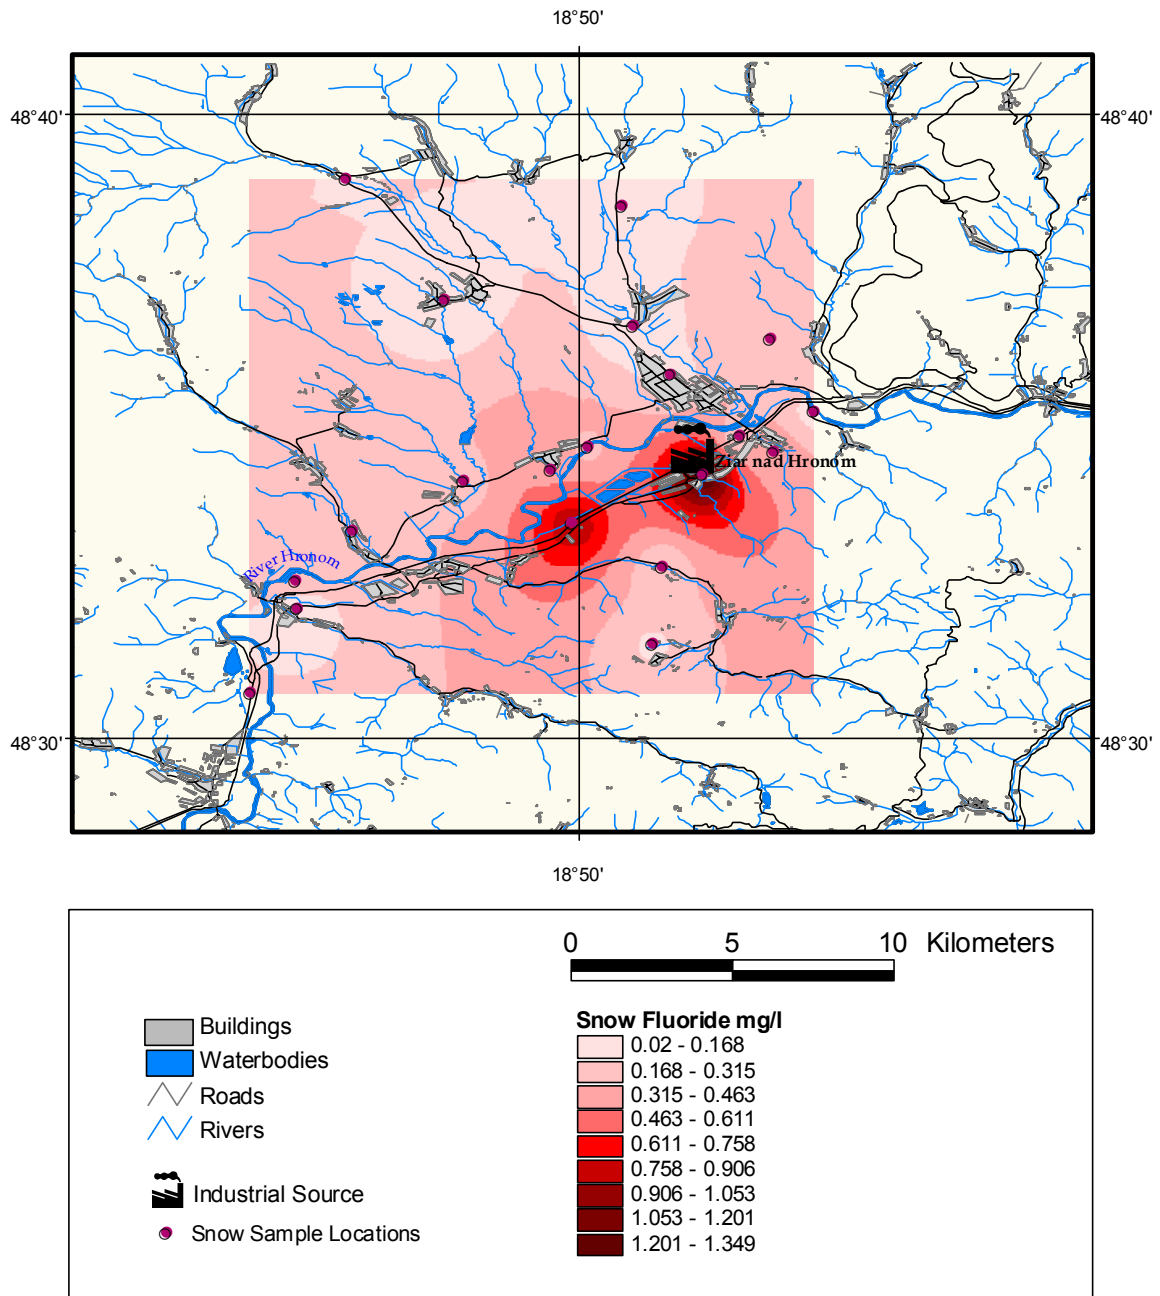 18°50'
48°40'
48°40'
Ziar nad Hronom
River Hronom
48°30'
48°30'
18°50'
0 5 10 Kilometers
Buildings
Waterbodies
Roads
Rivers
Industrial Source
Snow Sample Locations
Snow Fluoride mg/l
0.02 - 0.168
0.168 - 0.315
0.315 - 0.463
0.463 - 0.611
0.611 - 0.758
0.758 - 0.906
0.906 - 1.053
1.053 - 1.201
1.201 - 1.349